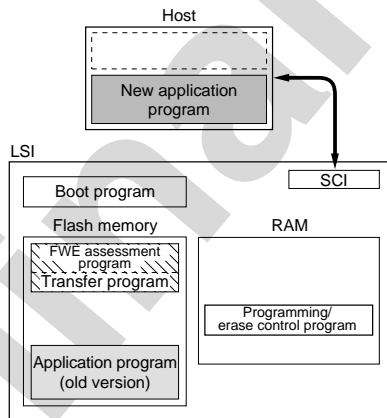 Host
New application
program
LSI
Boot program
SCI
Flash memory
RAM
FWE assessment
program
Transfer program
Programming/
erase control program
Application program
(old version)